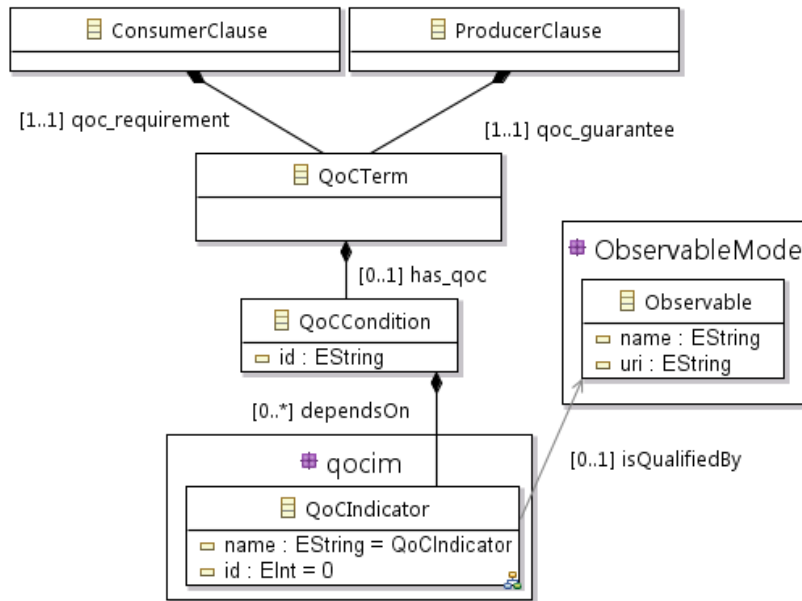 ConsumerClause
ProducerClause
[1..1] qoc_requirement
[1..1] qoc_guarantee
QoCTerm
[0..1] has_qoc
QoCCondition
id : EString
ObservableMode
Observable
name : EString
uri : EString
[0..*] dependsOn
[0..1] isQualifiedBy
qocim
QoCIndicator
name : EString = QoCIndicator
id : EInt = 0